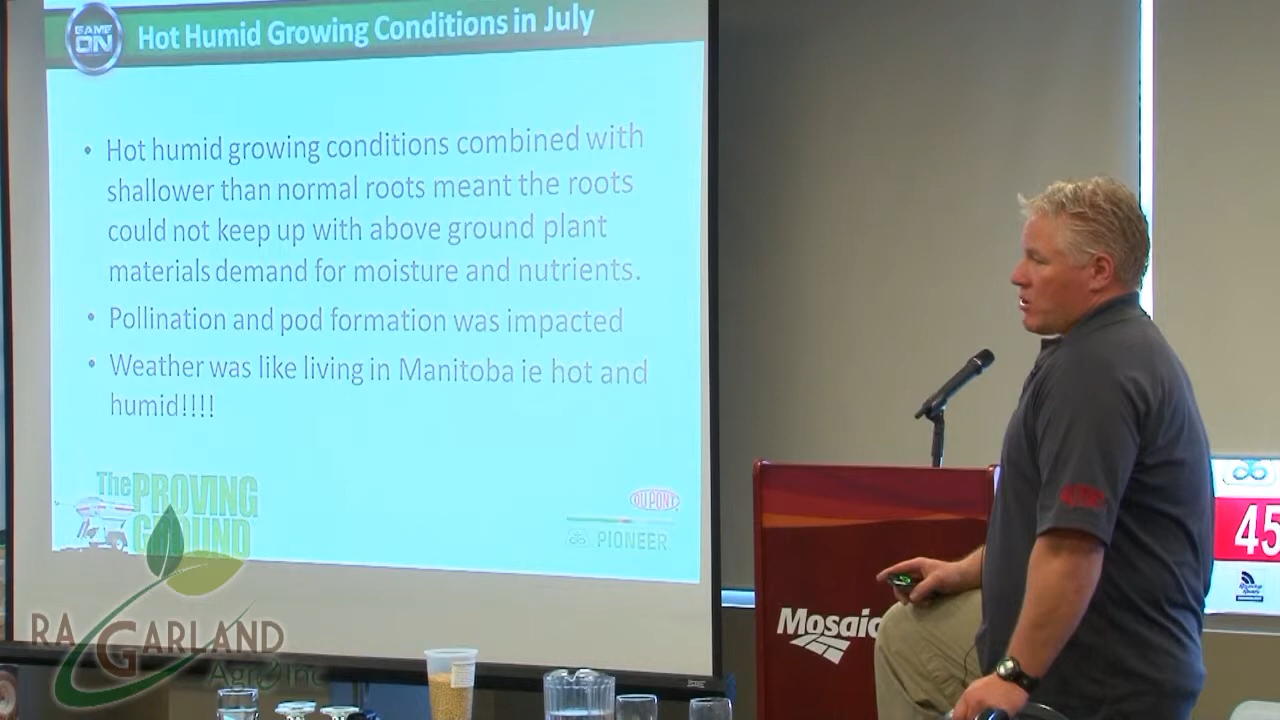 GAME ON
Hot Humid Growing Conditions in July
• Hot humid growing conditions combined with
shallower than normal roots meant the roots
could not keep up with above ground plant
materials demand for moisture and nutrients.
• Pollination and pod formation was impacted
• Weather was like living in Manitoba ie hot and
humid!!!!
The PROVING
GROUND
DUPONT
PIONEER
RA GARLAND
Agro Inc
Mosaic
45